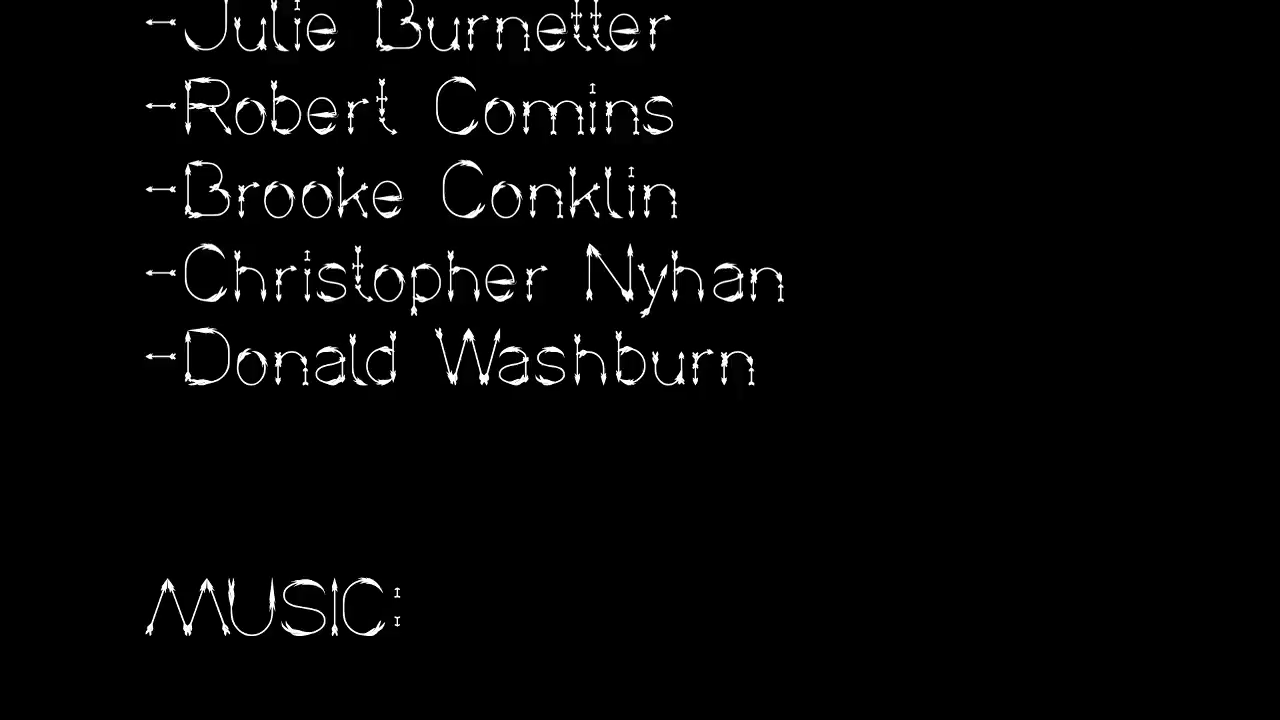 -Julie Burnetter
-Robert Comins
-Brooke Conklin
-Christopher Nyhan
-Donald Washburn
MUSIC: